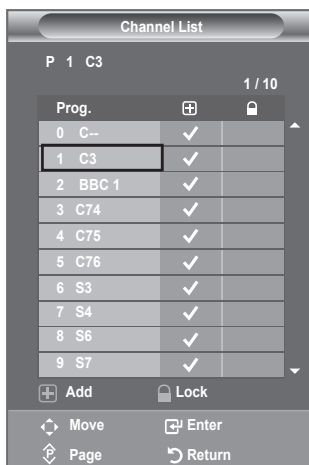 Channel List
P 1 C3
1 / 10
Prog.
0 C--
1 C3
2 BBC 1
3 C74
4 C75
5 C76
6 S3
7 S4
8 S6
9 S7
Add Lock
Move Enter
Page Return